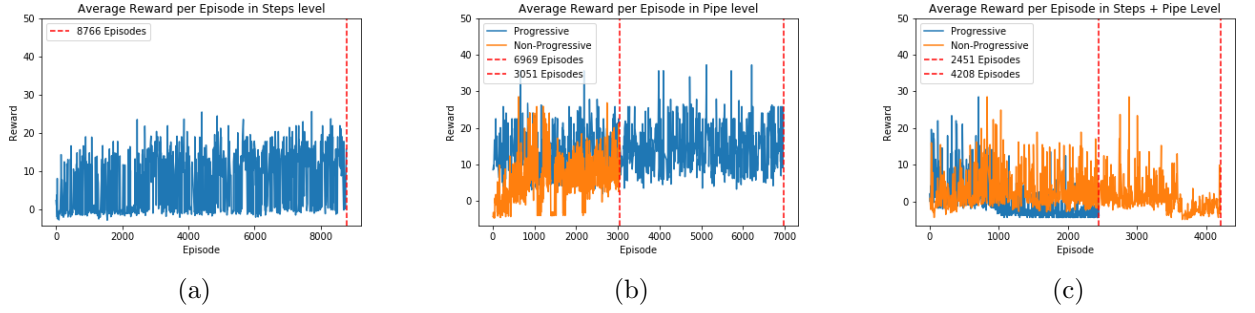 Average Reward per Episode in Steps level
8766 Episodes
Reward
50
40
30
20
10
0
0 2000 4000 6000 8000
Episode
(a)
Average Reward per Episode in Pipe level
Progressive
Non-Progressive
6969 Episodes
3051 Episodes
Reward
50
40
30
20
10
0
0 1000 2000 3000 4000 5000 6000 7000
Episode
(b)
Average Reward per Episode in Steps + Pipe Level
Progressive
Non-Progressive
2451 Episodes
4208 Episodes
Reward
50
40
30
20
10
0
0 1000 2000 3000 4000
Episode
(c)